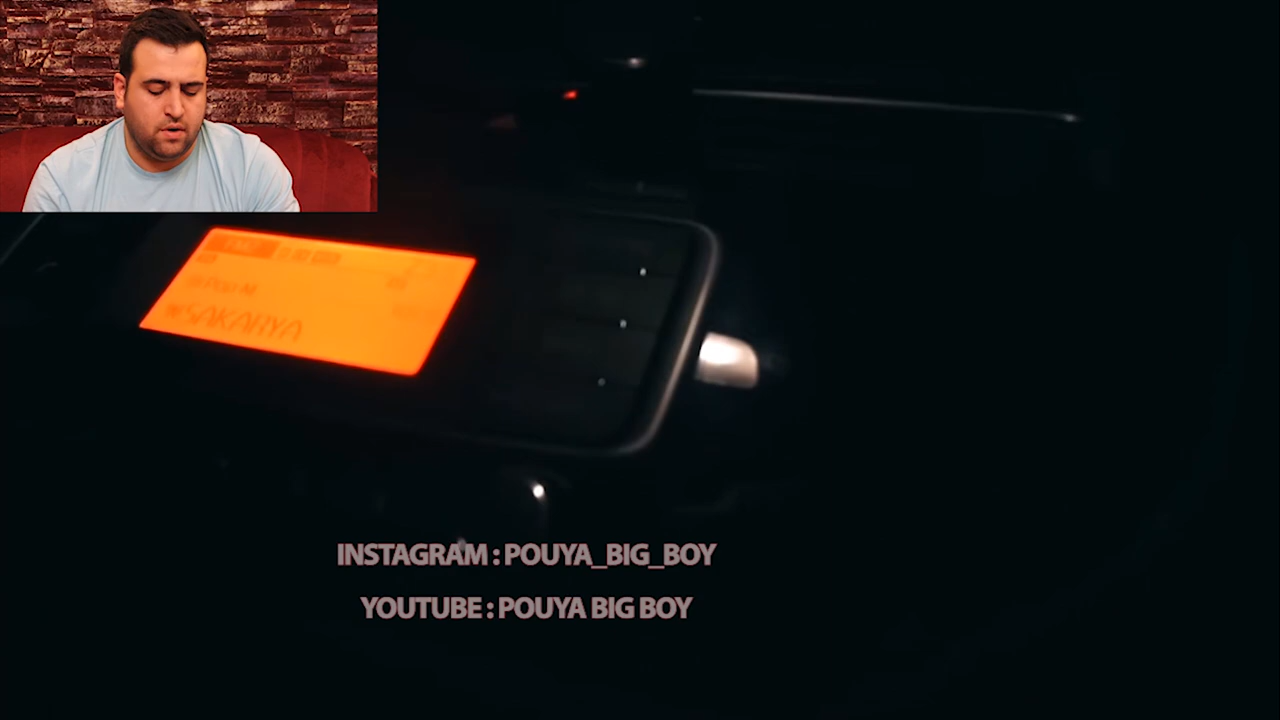 SAKARYA
INSTAGRAM : POUYA_BIG_BOY
YOUTUBE : POUYA BIG BOY